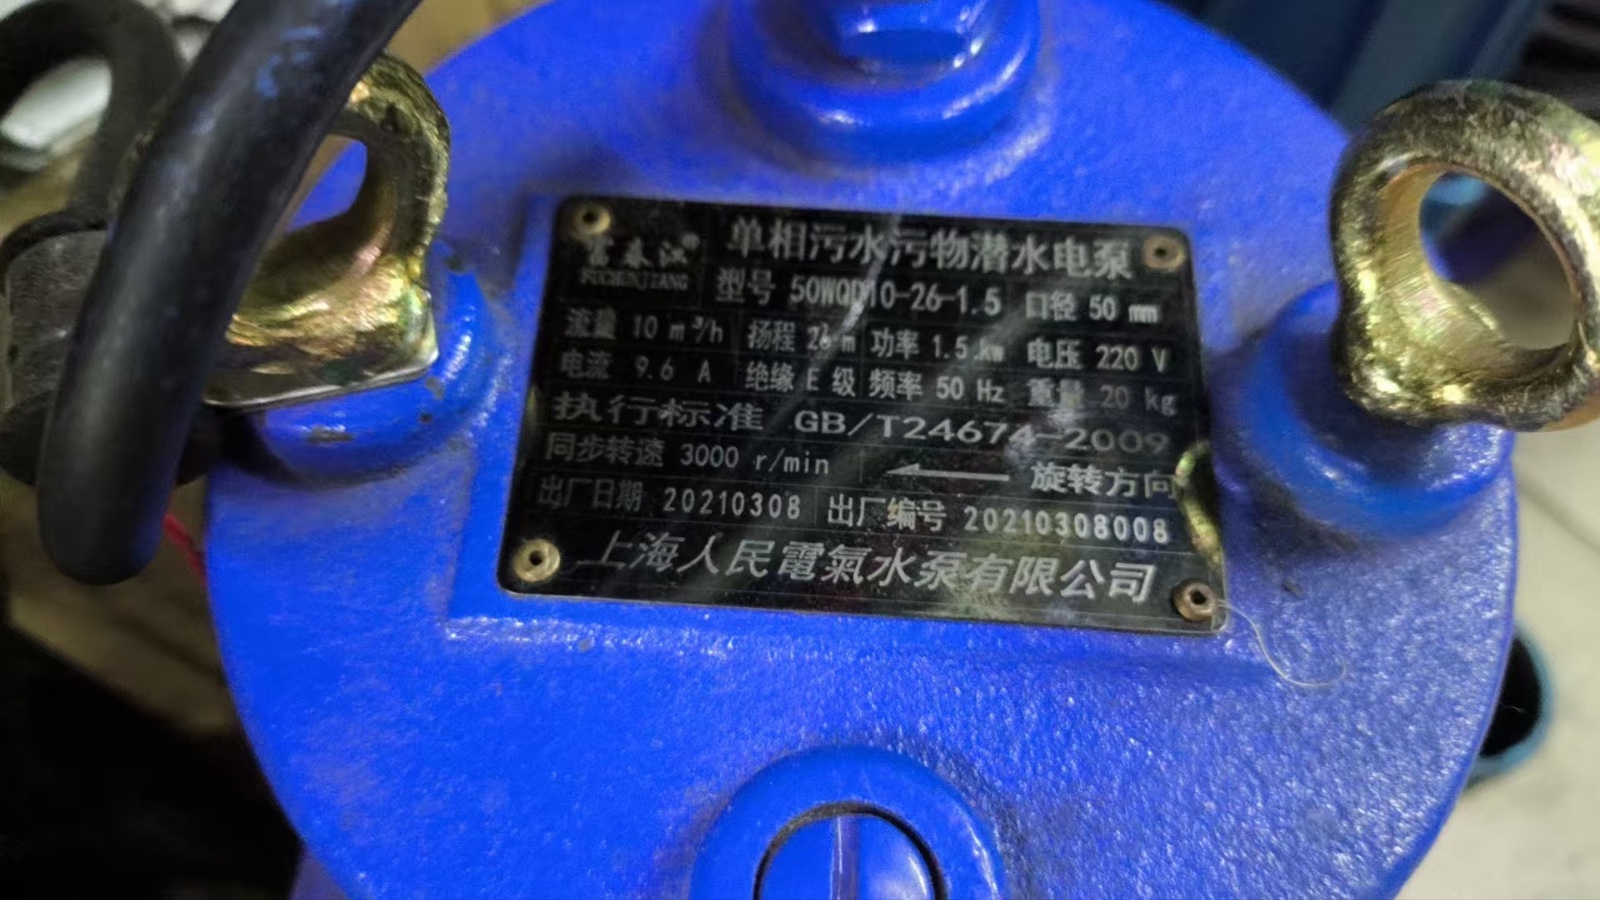 富春江® 单相污水污物潜水电泵
FUCHUNJIANG 型号 50WQD10-26-1.5 口径 50 mm
流量 10 m³/h 扬程 26 m 功率 1.5 kw 电压 220 V
电流 9.6 A 绝缘 E 级 频率 50 Hz 重量 20 kg
执行标准 GB/T24674-2009
同步转速 3000 r/min ← 旋转方向
出厂日期 20210308 出厂编号 20210308008
上海人民電氣水泵有限公司